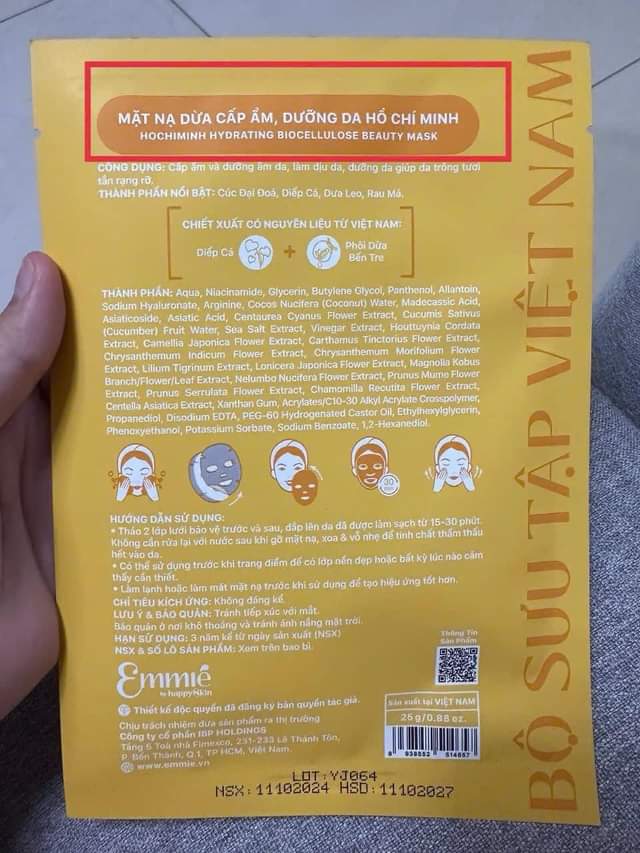 MẶT NẠ DỪA CẤP ẨM, DƯỠNG DA HỒ CHÍ MINH
HOCHIMINH HYDRATING BIOCELLULOSE BEAUTY MASK
CÔNG DỤNG: Cấp ẩm và dưỡng ẩm da, làm dịu da, dưỡng da giúp da trông tươi
tắn rạng rỡ.
THÀNH PHẦN NỔI BẬT: Cúc Đại Đoá, Diếp Cá, Dưa Leo, Rau Má.
CHIẾT XUẤT CÓ NGUYÊN LIỆU TỪ VIỆT NAM:
Diếp Cá + Phôi Dừa
Bến Tre
THÀNH PHẦN: Aqua, Niacinamide, Glycerin, Butylene Glycol, Panthenol, Allantoin,
Sodium Hyaluronate, Arginine, Cocos Nucifera (Coconut) Water, Madecassic Acid,
Asiaticoside, Asiatic Acid, Centaurea Cyanus Flower Extract, Cucumis Sativus
(Cucumber) Fruit Water, Sea Salt Extract, Vinegar Extract, Houttuynia Cordata
Extract, Camellia Japonica Flower Extract, Carthamus Tinctorius Flower Extract,
Chrysanthemum Indicum Flower Extract, Chrysanthemum Morifolium Flower
Extract, Lilium Tigrinum Extract, Lonicera Japonica Flower Extract, Magnolia Kobus
Branch/Flower/Leaf Extract, Nelumbo Nucifera Flower Extract, Prunus Mume Flower
Extract, Prunus Serrulata Flower Extract, Chamomilla Recutita Flower Extract,
Centella Asiatica Extract, Xanthan Gum, Acrylates/C10-30 Alkyl Acrylate Crosspolymer,
Propanediol, Disodium EDTA, PEG-60 Hydrogenated Castor Oil, Ethylhexylglycerin,
Phenoxyethanol, Potassium Sorbate, Sodium Benzoate, 1,2-Hexanediol.
30
HƯỚNG DẪN SỬ DỤNG:
• Tháo 2 lớp lưới bảo vệ trước và sau, đắp lên da đã được làm sạch từ 15-30 phút.
Không cần rửa lại với nước sau khi gỡ mặt nạ, xoa & vỗ nhẹ để tinh chất thẩm thấu
hết vào da.
• Có thể sử dụng trước khi trang điểm để có lớp nền đẹp hoặc bất kỳ lúc nào cảm
thấy cần thiết.
• Làm lạnh hoặc làm mát mặt nạ trước khi sử dụng để tạo hiệu ứng tốt hơn.
CHỈ TIÊU KÍCH ỨNG: Không đáng kể.
LƯU Ý & BẢO QUẢN: Tránh tiếp xúc với mắt.
Bảo quản ở nơi khô thoáng và tránh ánh nắng mặt trời.
HẠN SỬ DỤNG: 3 năm kể từ ngày sản xuất (NSX)
NSX & SỐ LÔ SẢN PHẨM: Xem trên bao bì.
Thông Tin
Sản Phẩm
Emmié
by happySkin
Thiết kế độc quyền đã đăng ký bản quyền tác giả.
Chịu trách nhiệm đưa sản phẩm ra thị trường
Công ty cổ phần IBP HOLDINGS
Tầng 5 Toà nhà Fimexco, 231-233 Lê Thánh Tôn,
P. Bến Thành, Q.1, TP HCM, Việt Nam.
www.emmie.vn
Sản xuất tại VIỆT NAM
25 g/0.88 oz.
8 938552 514657
LOT: YJ064
NSX: 11102024 HSD: 11102027
BỘ SƯU TẬP VIỆT NAM